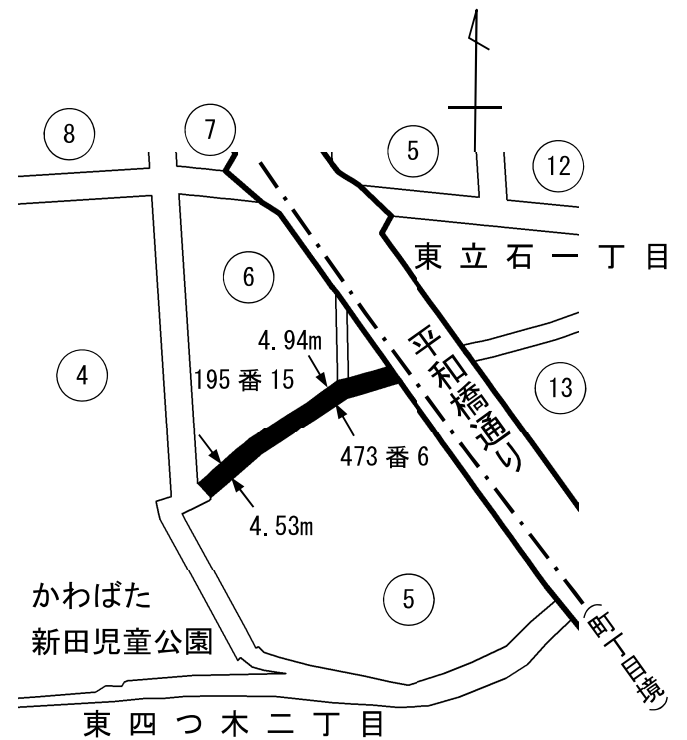 7
8
5
12
東立石一丁目
6
4.94m
195番15
4
平和橋通り
13
473番6
4.53m
かわばた
新田児童公園
5
(町丁目境)
東四つ木二丁目